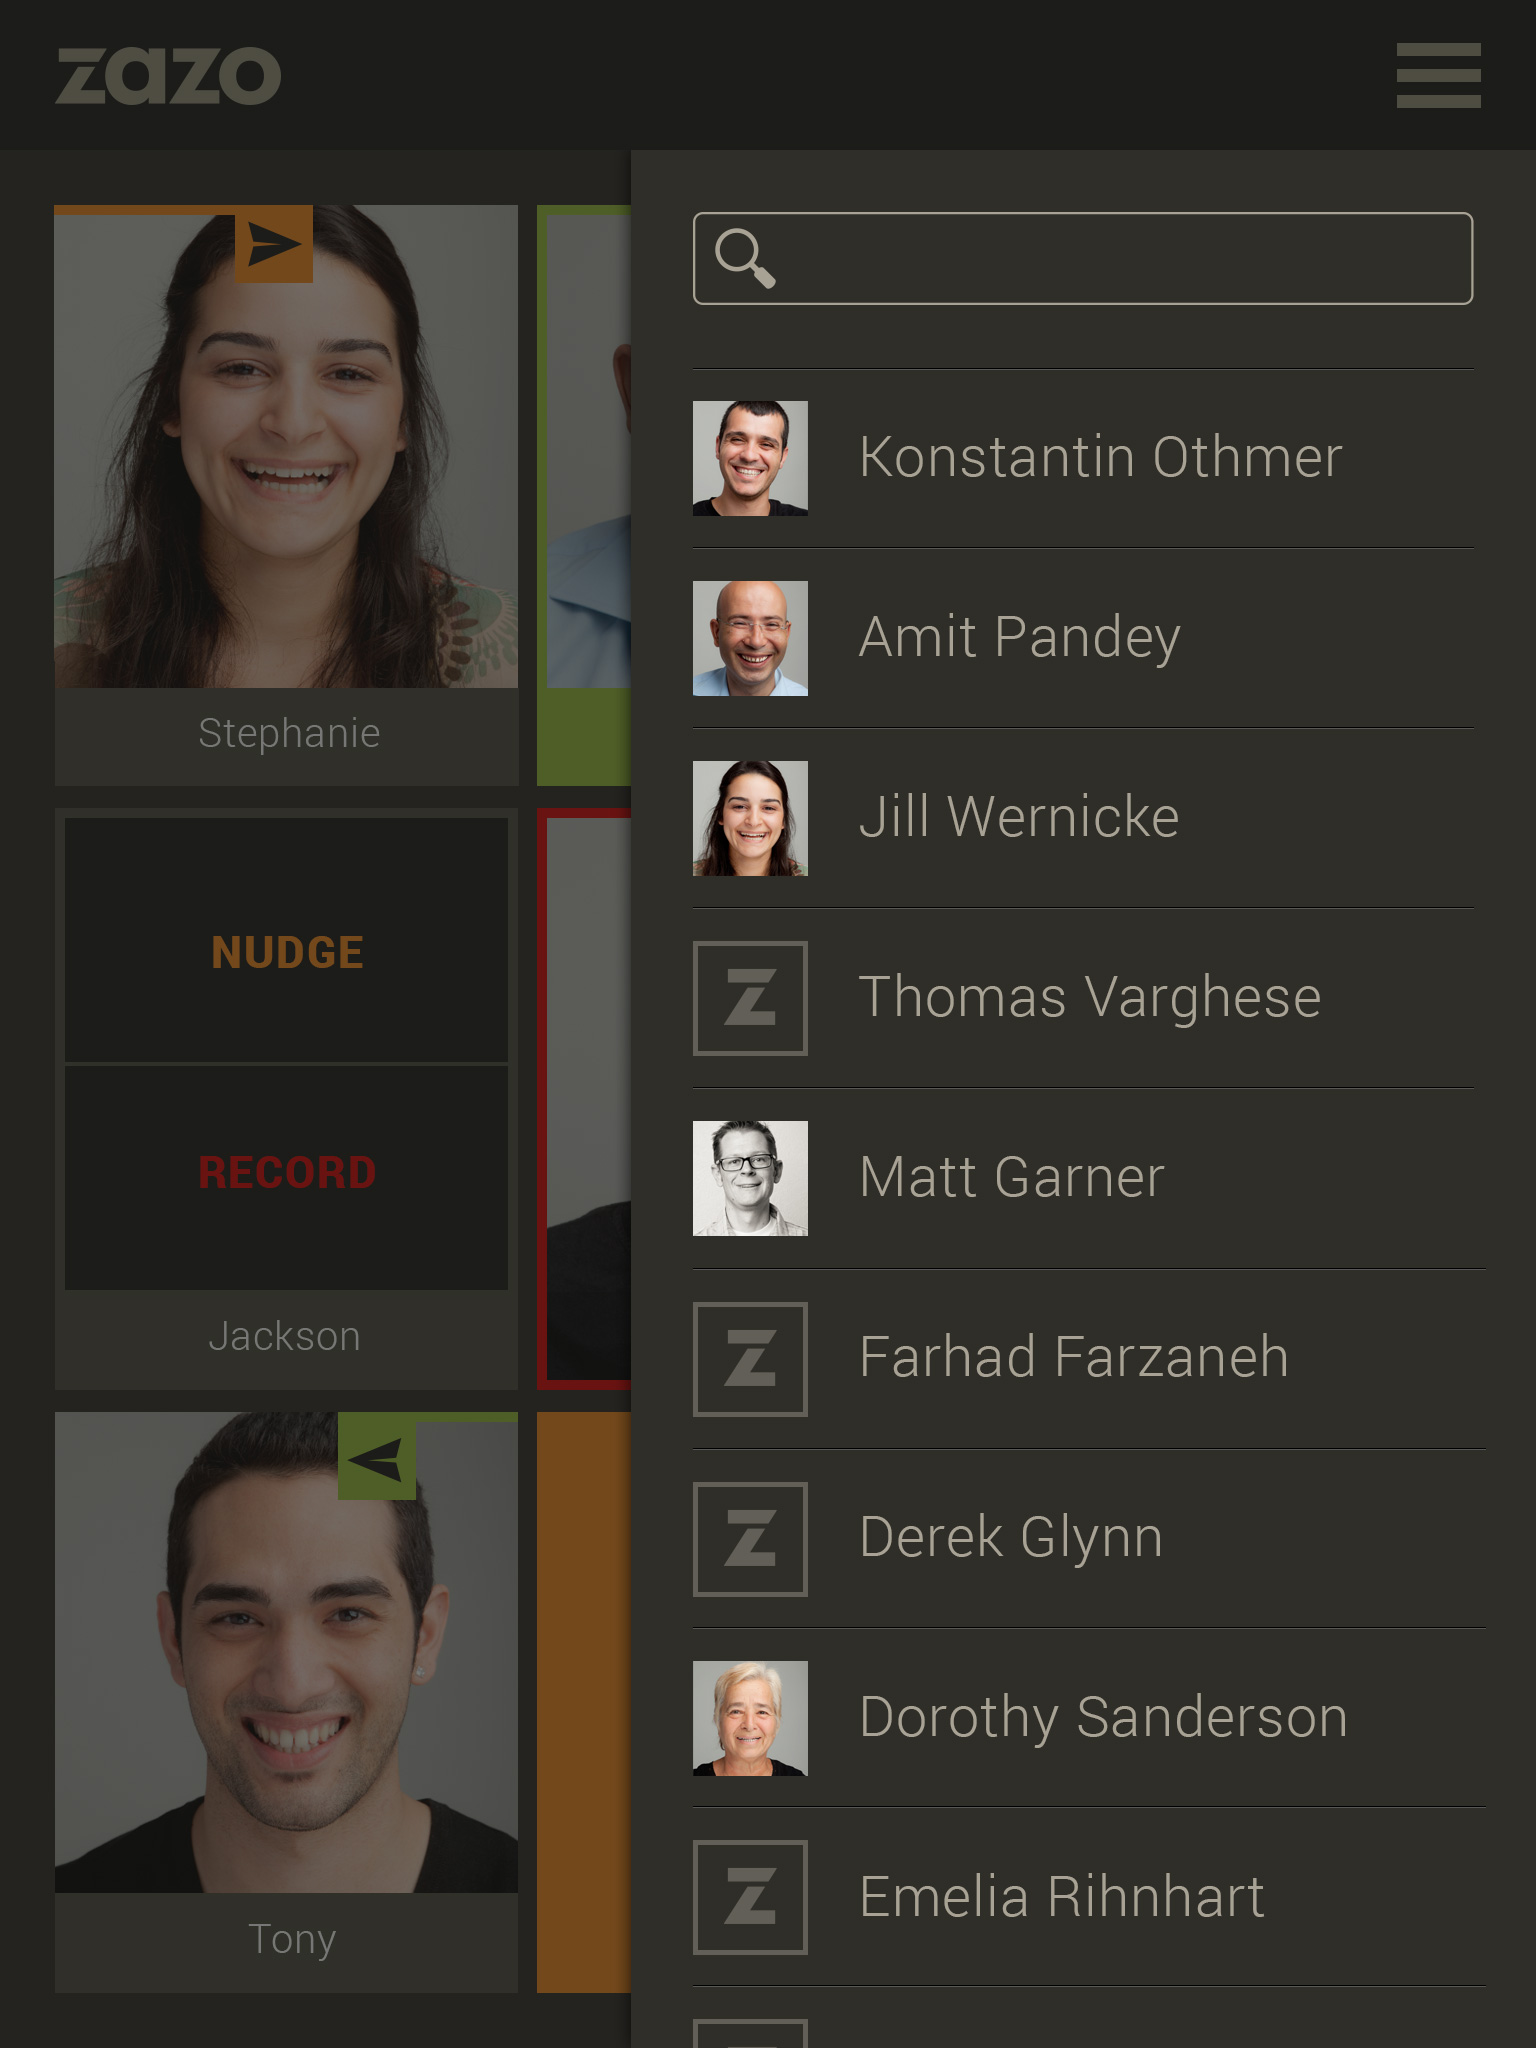 zazo
Stephanie
NUDGE
RECORD
Jackson
Tony
Konstantin Othmer
Amit Pandey
Jill Wernicke
Z
Thomas Varghese
Matt Garner
Z
Farhad Farzaneh
Z
Derek Glynn
Dorothy Sanderson
Z
Emelia Rihnhart